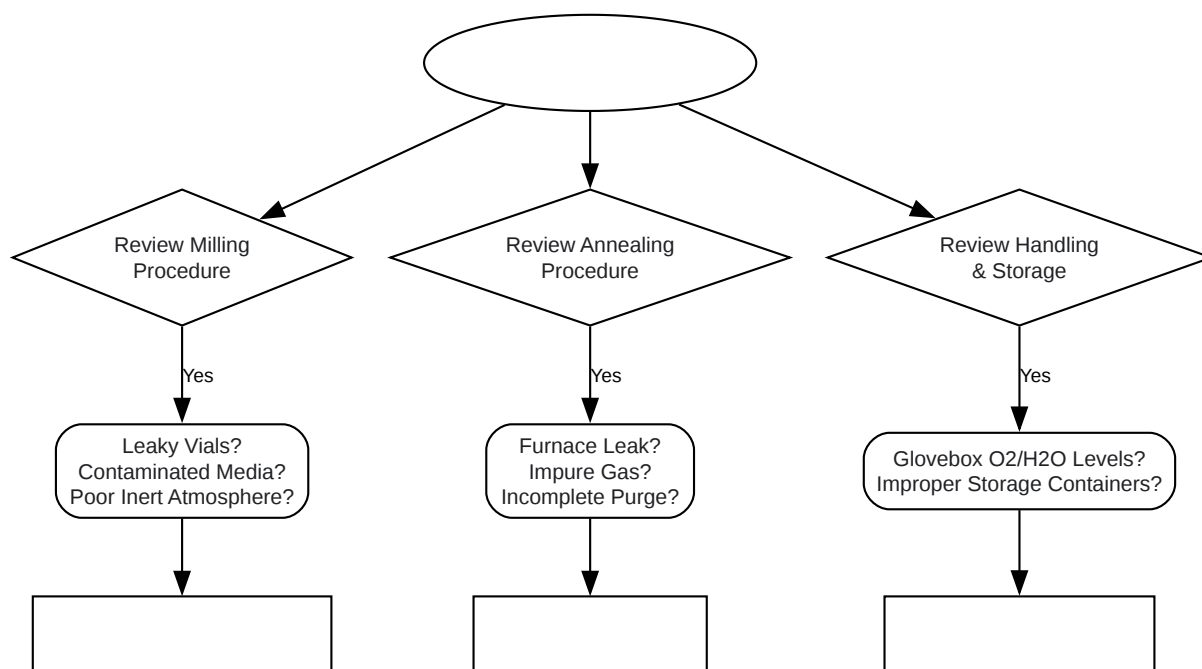 Review Milling
Procedure
Review Annealing
Procedure
Review Handling
& Storage
Yes
Yes
Yes
Leaky Vials?
Contaminated Media?
Poor Inert Atmosphere?
Furnace Leak?
Impure Gas?
Incomplete Purge?
Glovebox O2/H2O Levels?
Improper Storage Containers?